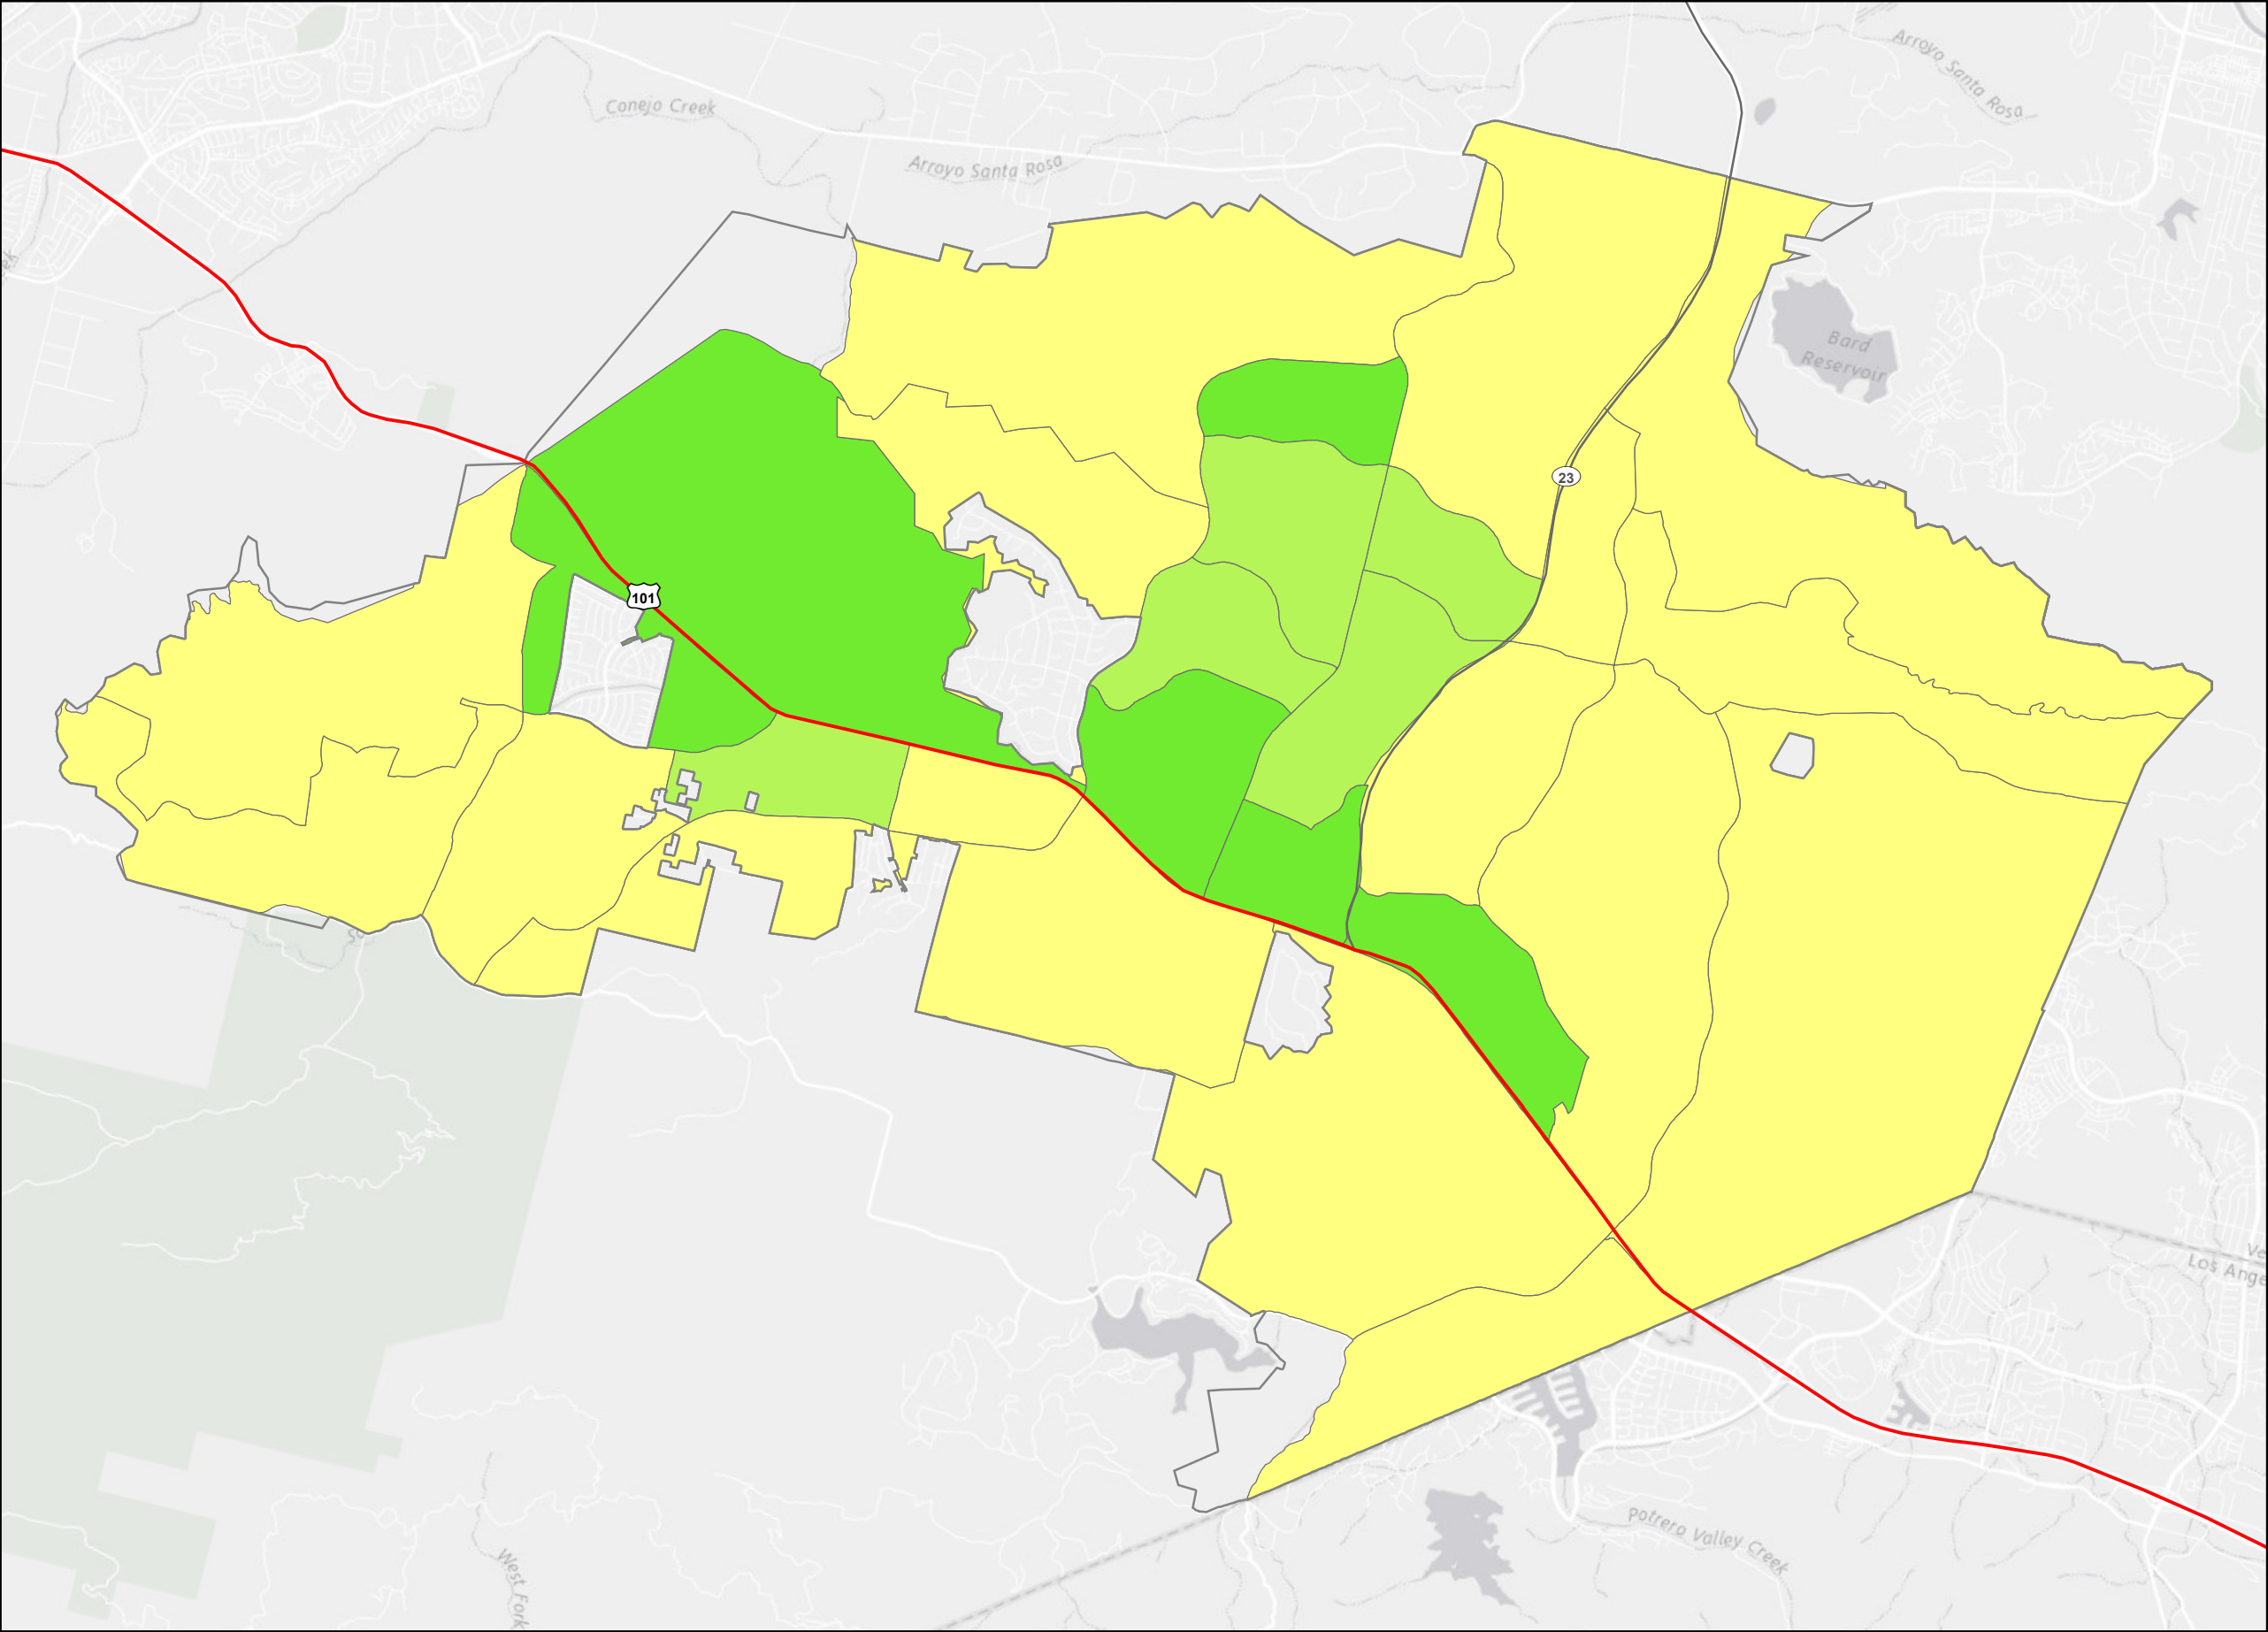 Arroyo Santa Rosa
Conejo Creek
Arroyo Santa Rosa
ek
Bard
Reservoir
23
101
Los Ange
Potrero Valley Creek
West Fork